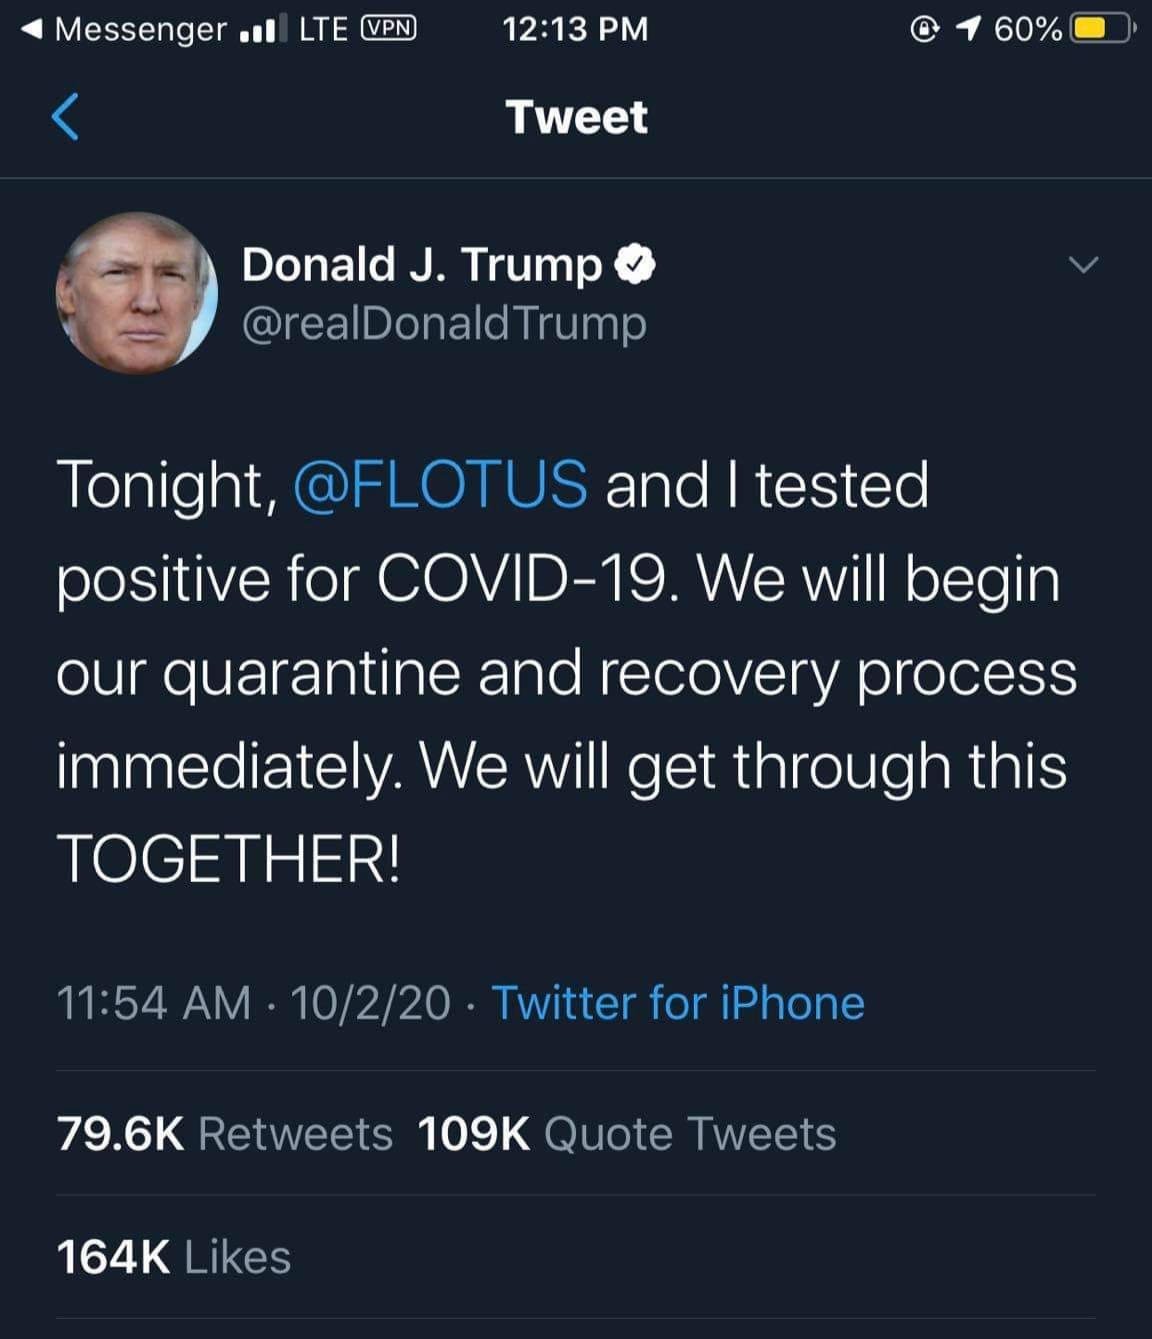 Messenger LTE VPN 12:13 PM 60%
Tweet
Donald J. Trump
@realDonaldTrump
Tonight, @FLOTUS and I tested
positive for COVID-19. We will begin
our quarantine and recovery process
immediately. We will get through this
TOGETHER!
11:54 AM · 10/2/20 · Twitter for iPhone
79.6K Retweets 109K Quote Tweets
164K Likes